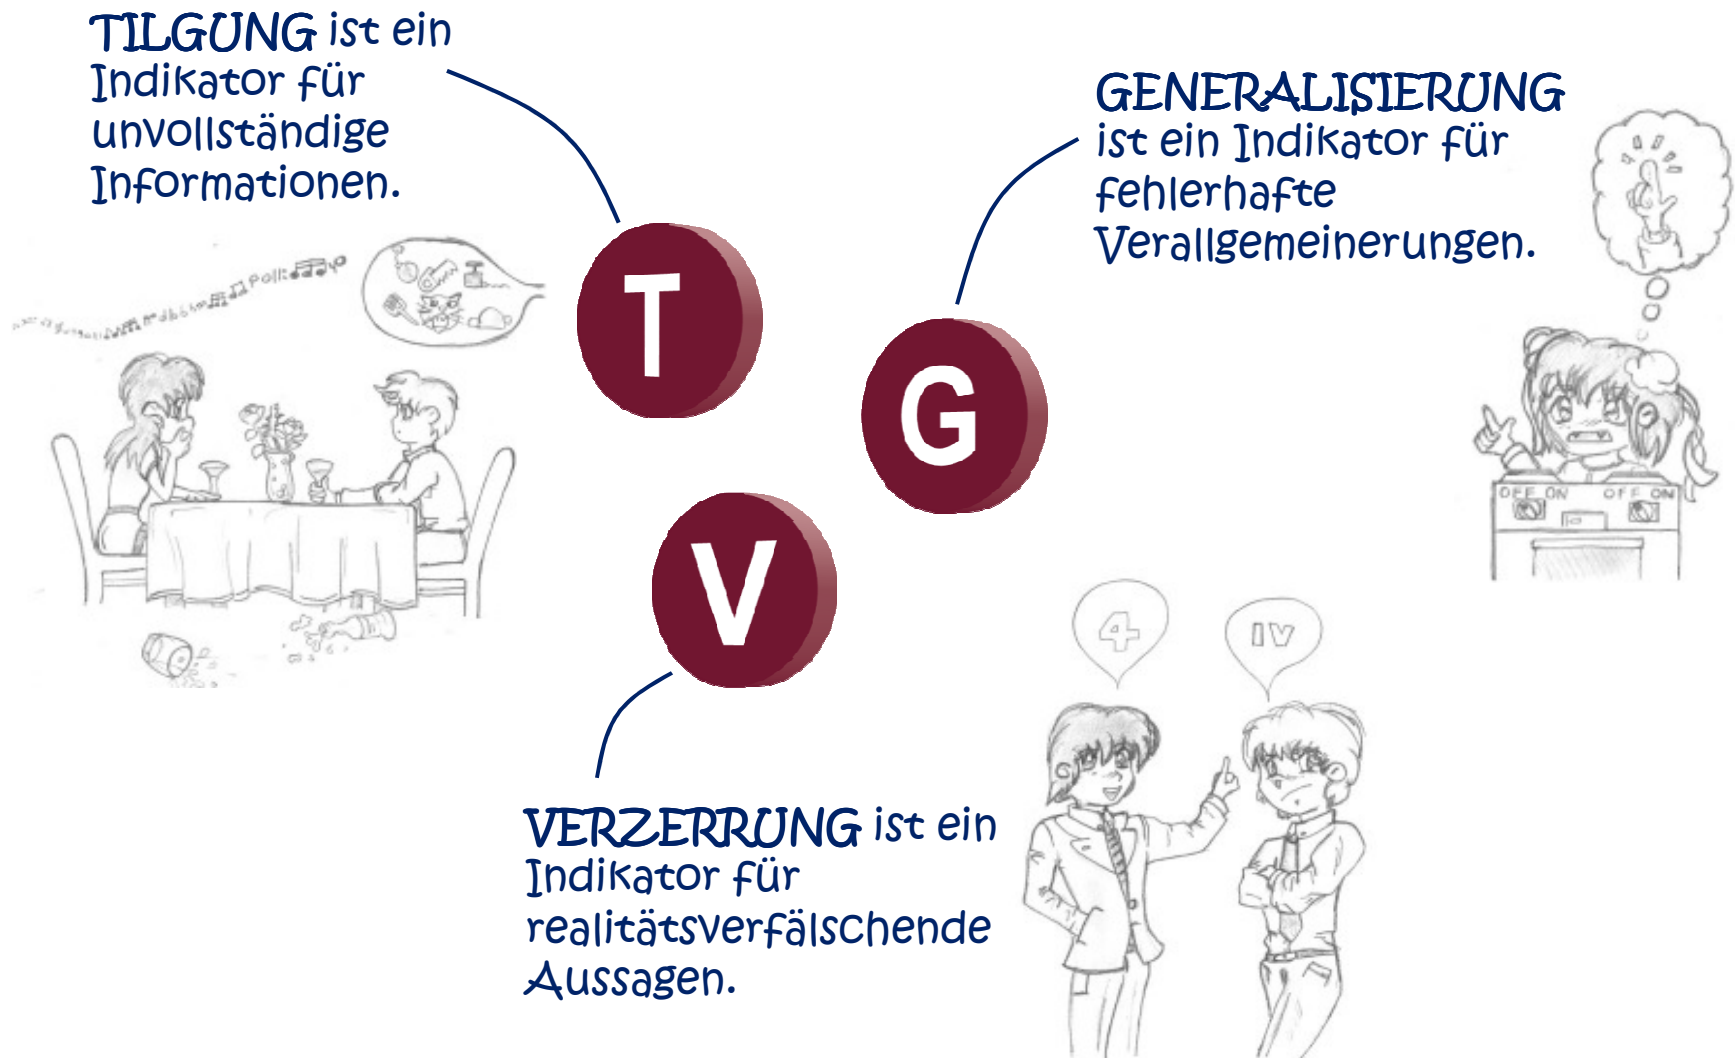 TILGUNG ist ein
Indikator für
unvollständige
Informationen.
GENERALISIERUNG
ist ein Indikator für
fehlerhafte
Verallgemeinerungen.
T
G
V
OFF ON OFF ON
4
IV
VERZERRUNG ist ein
Indikator für
realitätsverfälschende
Aussagen.